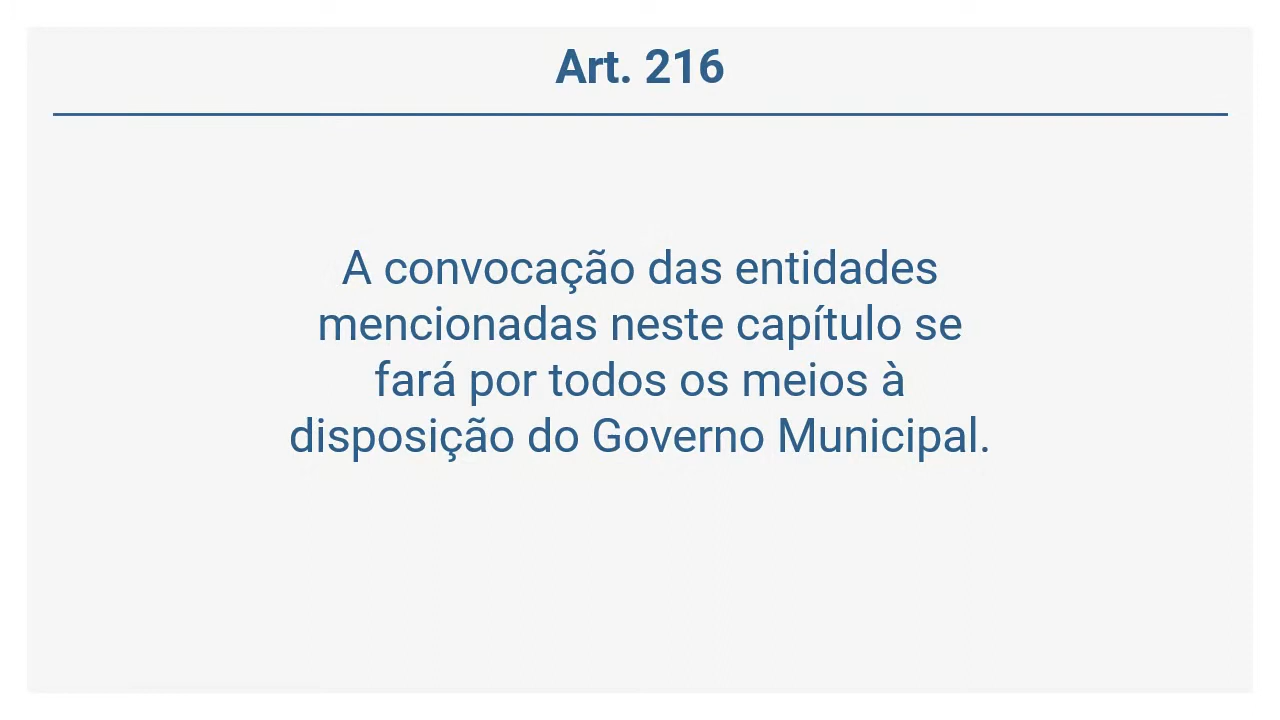 Art. 216
A convocação das entidades
mencionadas neste capítulo se
fará por todos os meios à
disposição do Governo Municipal.